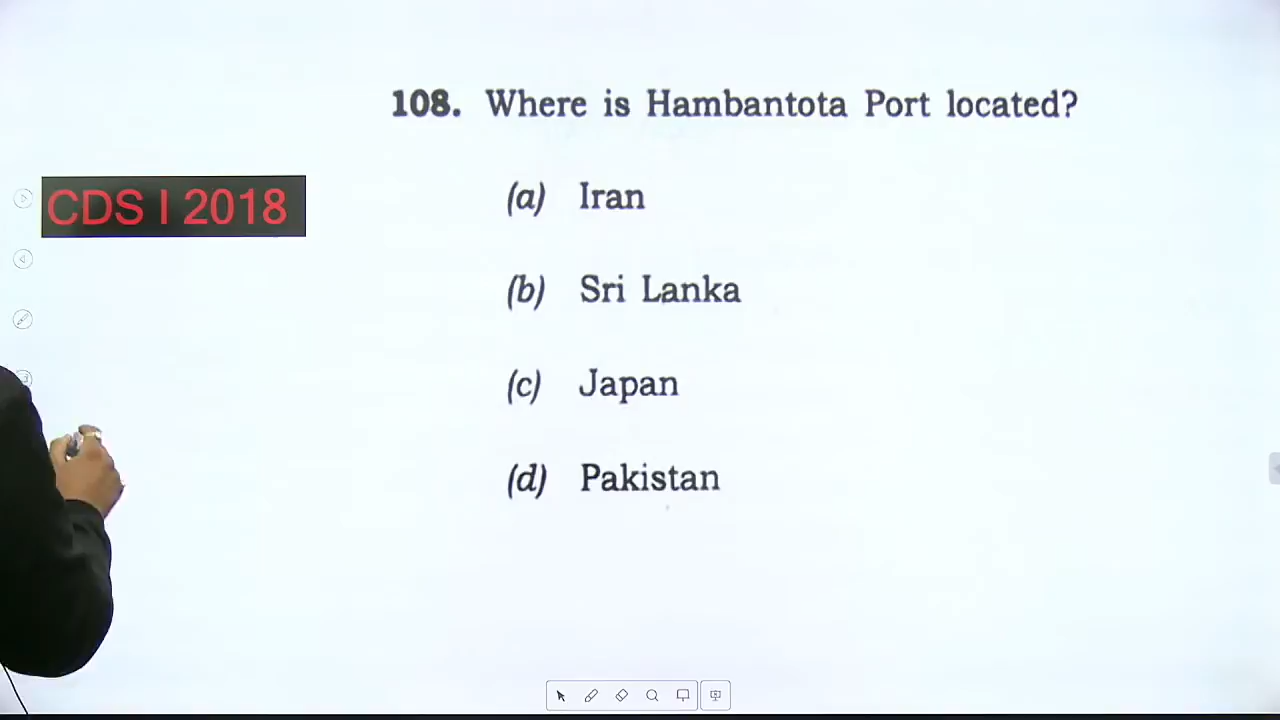 108. Where is Hambantota Port located?
(a) Iran
CDS I 2018
(b) Sri Lanka
(c) Japan
(d) Pakistan